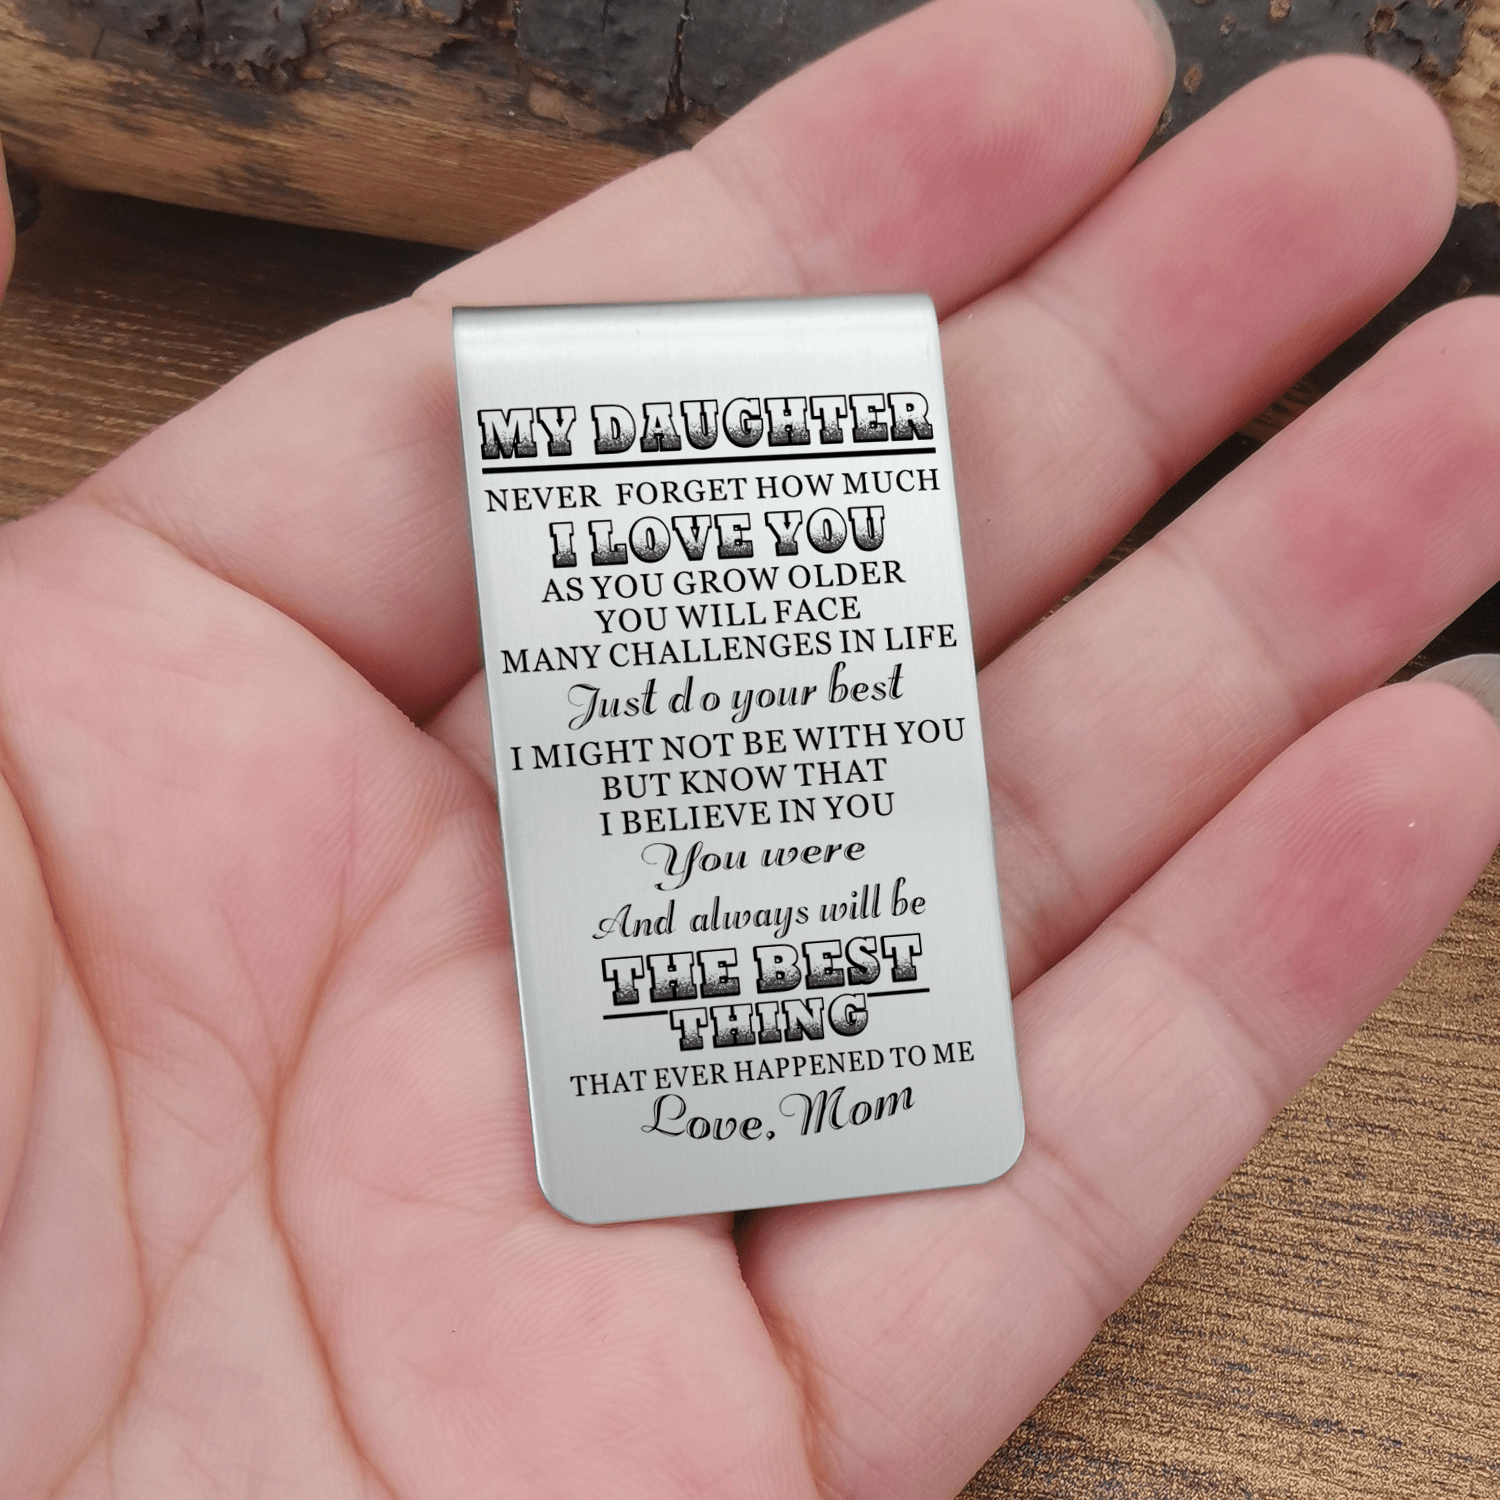 MY DAUGHTER
NEVER FORGET HOW MUCH
I LOVE YOU
AS YOU GROW OLDER
YOU WILL FACE
MANY CHALLENGES IN LIFE
Just do your best
I MIGHT NOT BE WITH YOU
BUT KNOW THAT
I BELIEVE IN YOU
You were
And always will be
THE BEST
THING
THAT EVER HAPPENED TO ME
Love, Mom